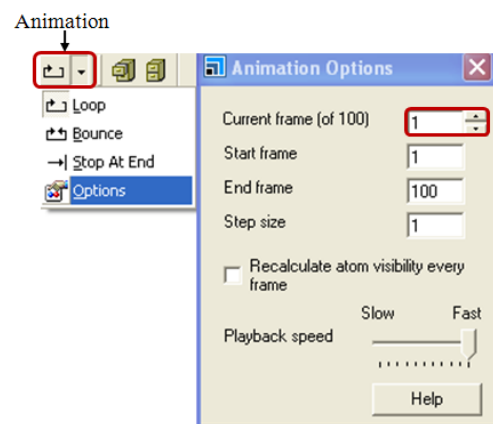 Animation
Loop
Bounce
Stop At End
Options
Animation Options
Current frame (of 100)
1
Start frame
1
End frame
100
Step size
1
Recalculate atom visibility every
frame
Slow Fast
Playback speed
Help